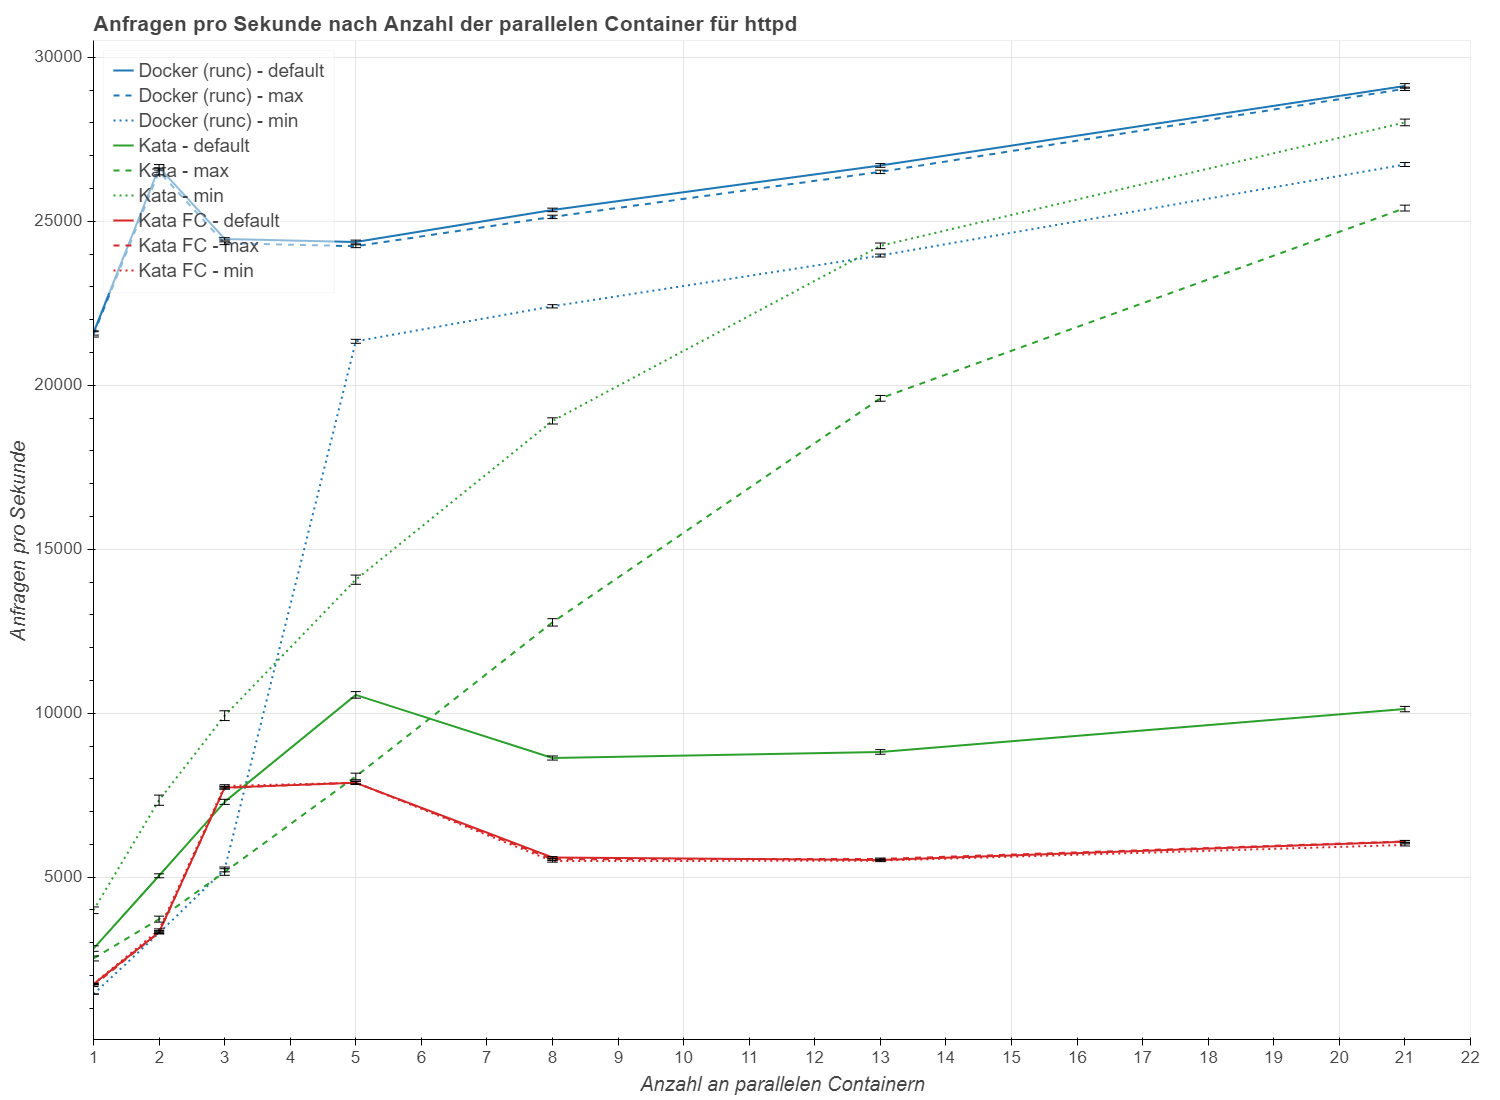 Anfragen pro Sekunde nach Anzahl der parallelen Container für httpd
Docker (runc) - default
Docker (runc) - max
Docker (runc) - min
Kata - default
Kata - max
Kata - min
Kata FC - default
Kata FC - max
Kata FC - min
30000
25000
20000
15000
10000
5000
Anfragen pro Sekunde
1 2 3 4 5 6 7 8 9 10 11 12 13 14 15 16 17 18 19 20 21 22
Anzahl an parallelen Containern